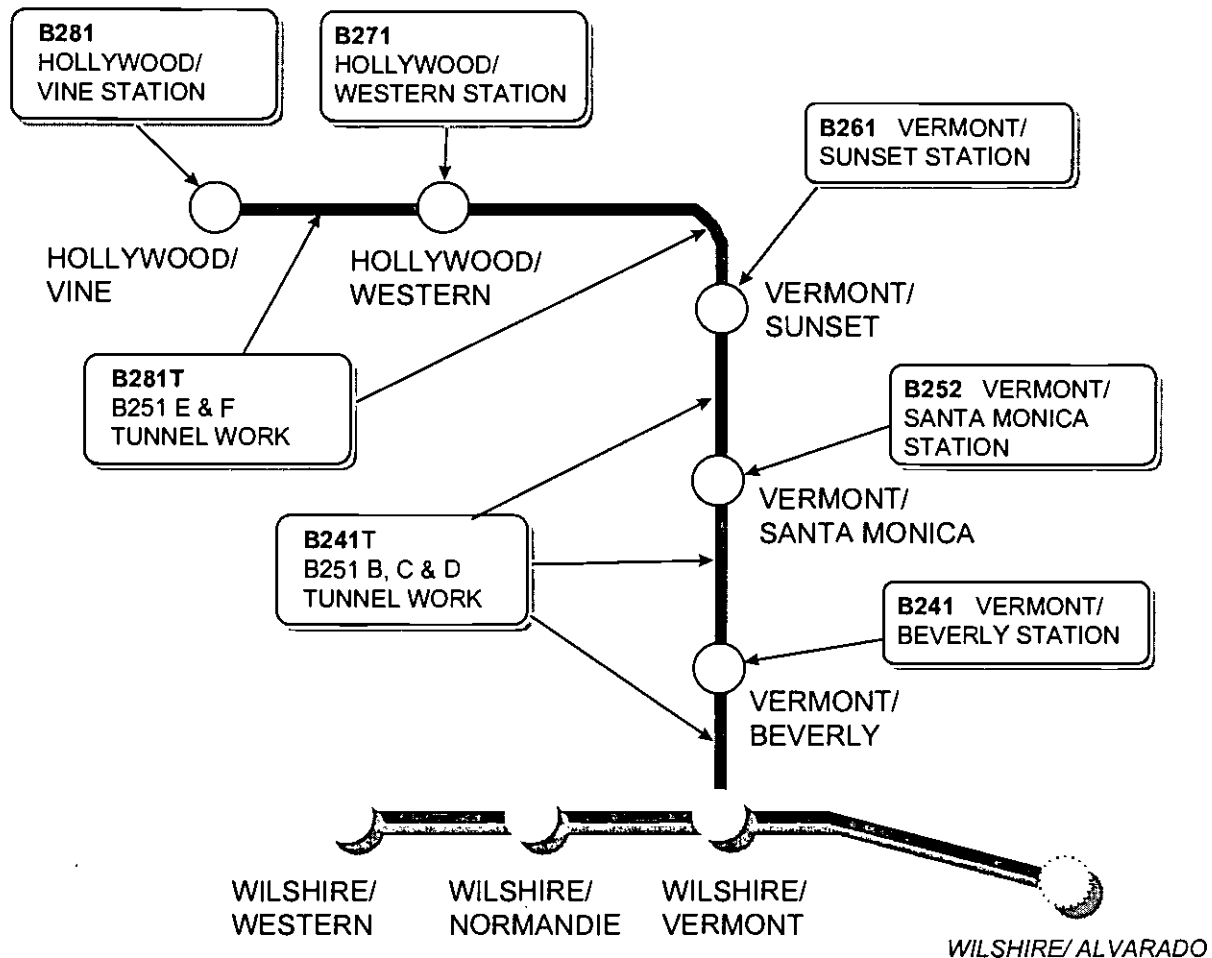 B281
HOLLYWOOD/
VINE STATION
B271
HOLLYWOOD/
WESTERN STATION
B261 VERMONT/
SUNSET STATION
HOLLYWOOD/
VINE
HOLLYWOOD/
WESTERN
VERMONT/
SUNSET
B281T
B251 E & F
TUNNEL WORK
B252 VERMONT/
SANTA MONICA
STATION
VERMONT/
SANTA MONICA
B241T
B251 B, C & D
TUNNEL WORK
B241 VERMONT/
BEVERLY STATION
VERMONT/
BEVERLY
WILSHIRE/
WESTERN
WILSHIRE/
NORMANDIE
WILSHIRE/
VERMONT
WILSHIRE/ ALVARADO